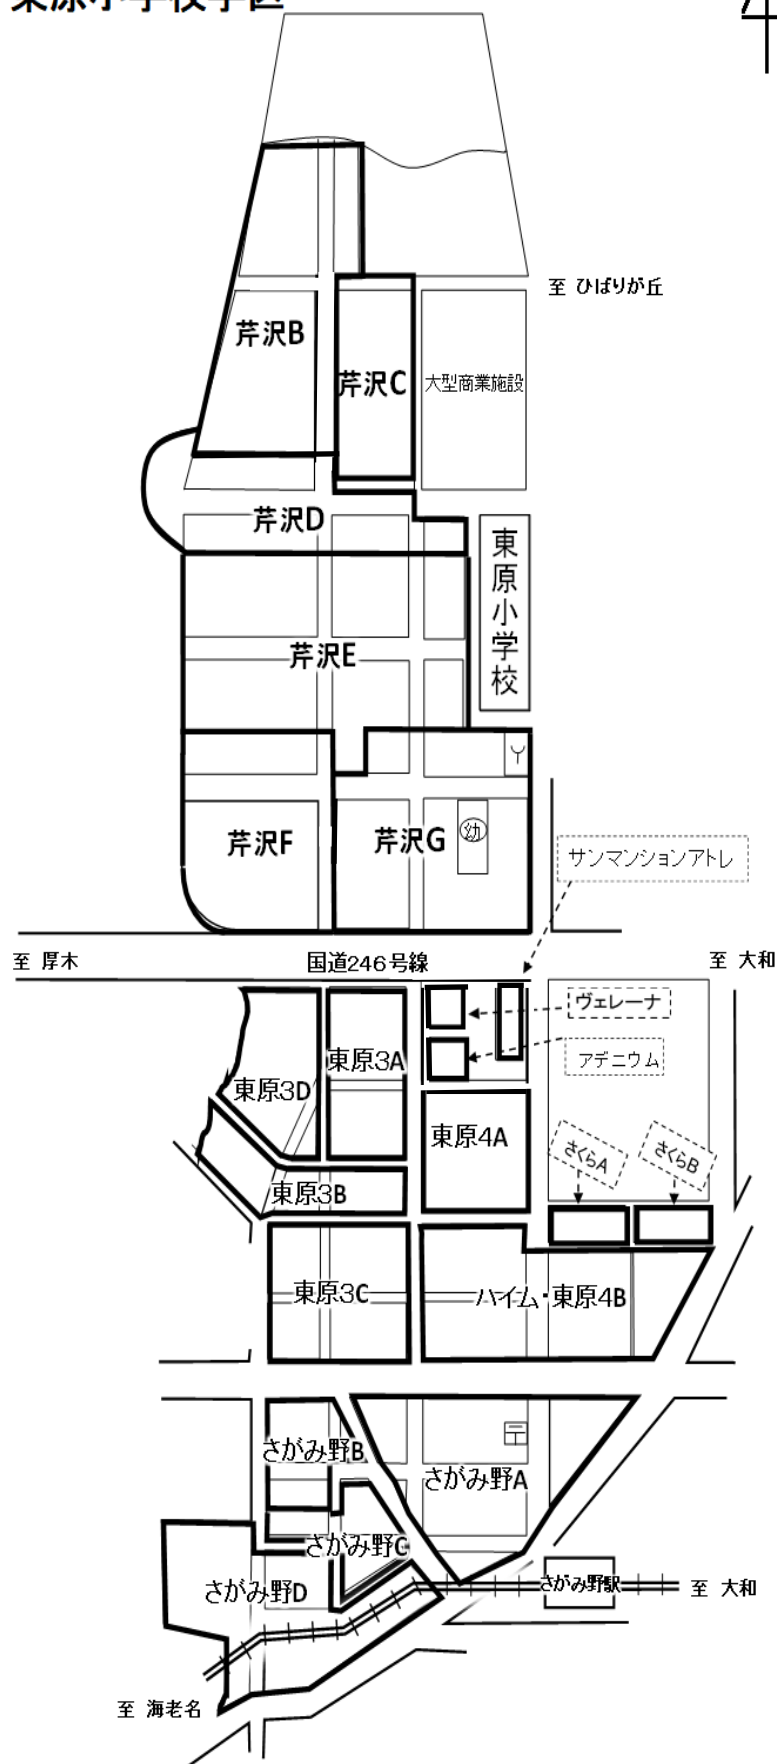 東原小学校学区
至 ひばりが丘
芹沢B
芹沢C
大型商業施設
芹沢D
東原小学校
芹沢E
芹沢F
芹沢G
幼
サンマンションアトレ
至 厚木
国道246号線
至 大和
ヴェレーナ
アデニウム
東原3A
東原3D
東原4A
さくらA
さくらB
東原3B
東原3C
ハイム・東原4B
さがみ野B
さがみ野A
さがみ野C
さがみ野D
さがみ野駅
至 大和
至 海老名